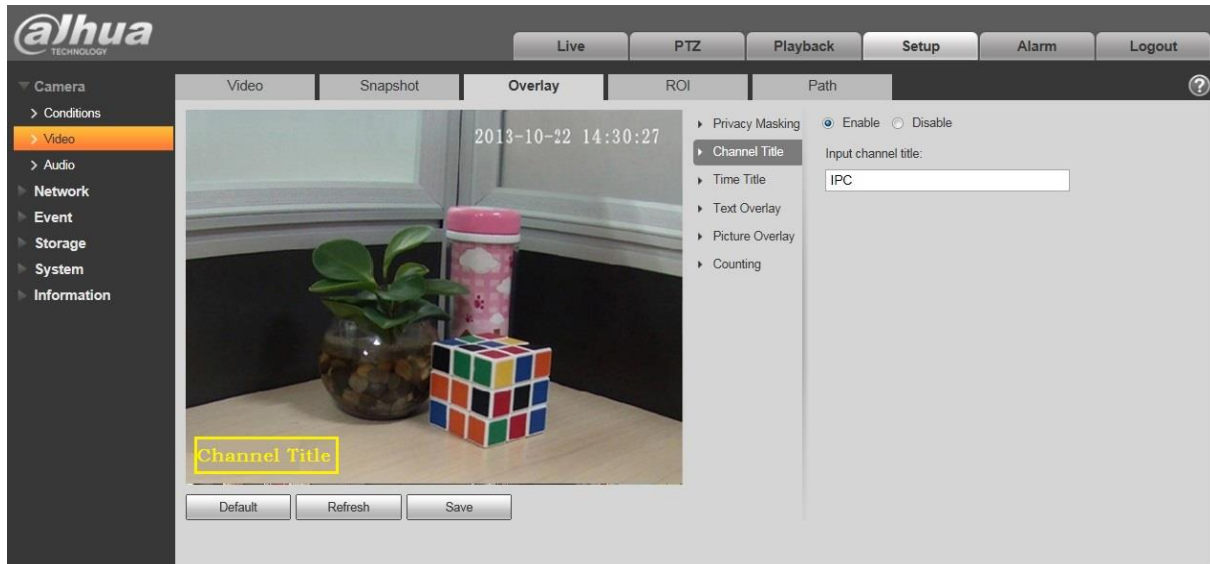 alhua
TECHNOLOGY
Live PTZ Playback Setup Alarm Logout
Camera
Conditions
Video
Audio
Network
Event
Storage
System
Information
Video Snapshot Overlay ROI Path
?
2013-10-22 14:30:27
Channel Title
Privacy Masking
Channel Title
Time Title
Text Overlay
Picture Overlay
Counting
Enable Disable
Input channel title:
IPC
Default Refresh Save